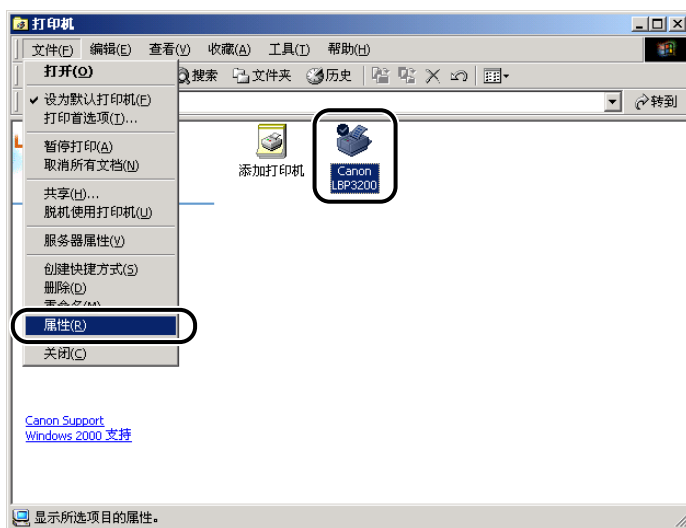 打印机
文件(F) 编辑(E) 查看(V) 收藏(A) 工具(T) 帮助(H)
搜索 文件夹 历史
转到
打开(O)
设为默认打印机(F)
打印首选项(I)...
暂停打印(A)
取消所有文档(N)
共享(H)...
脱机使用打印机(U)
服务器属性(V)
创建快捷方式(S)
删除(D)
重命名(M)
属性(R)
关闭(C)
添加打印机
Canon
LBP3200
Canon Support
Windows 2000 支持
显示所选项目的属性。